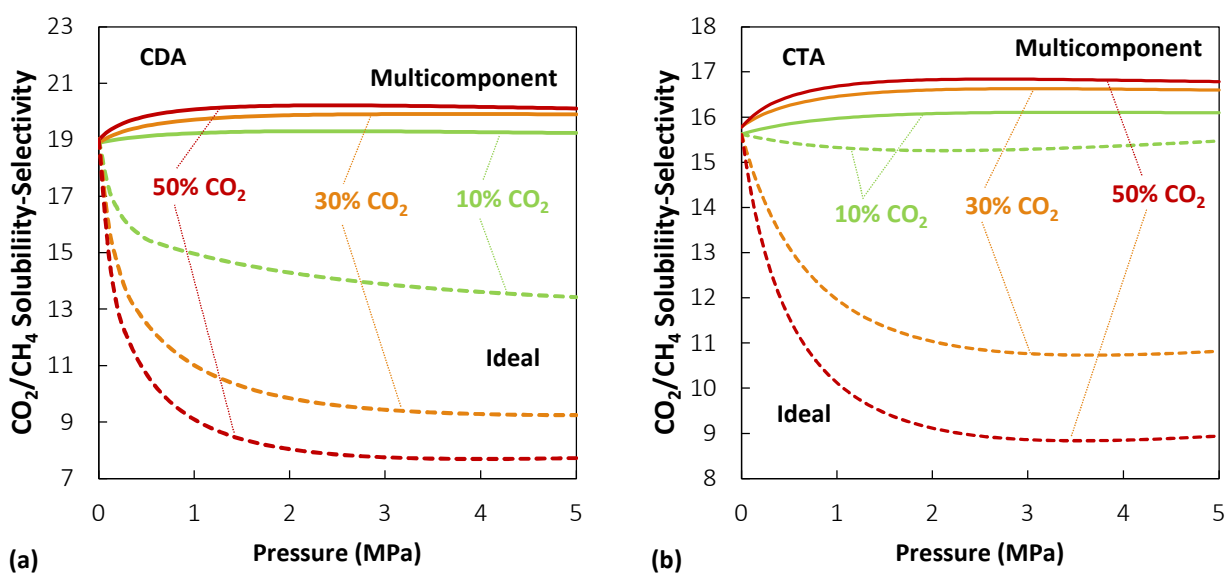 CO2/CH4 Solubiliity-Selectivity
23
21
19
17
15
13
11
9
7
CDA
Multicomponent
50% CO2
30% CO2
10% CO2
Ideal
0 1 2 3 4 5
Pressure (MPa)
(a)
CO2/CH4 Solubiliity-Selectivity
18
17
16
15
14
13
12
11
10
9
8
CTA
Multicomponent
10% CO2
30% CO2
50% CO2
Ideal
0 1 2 3 4 5
Pressure (MPa)
(b)